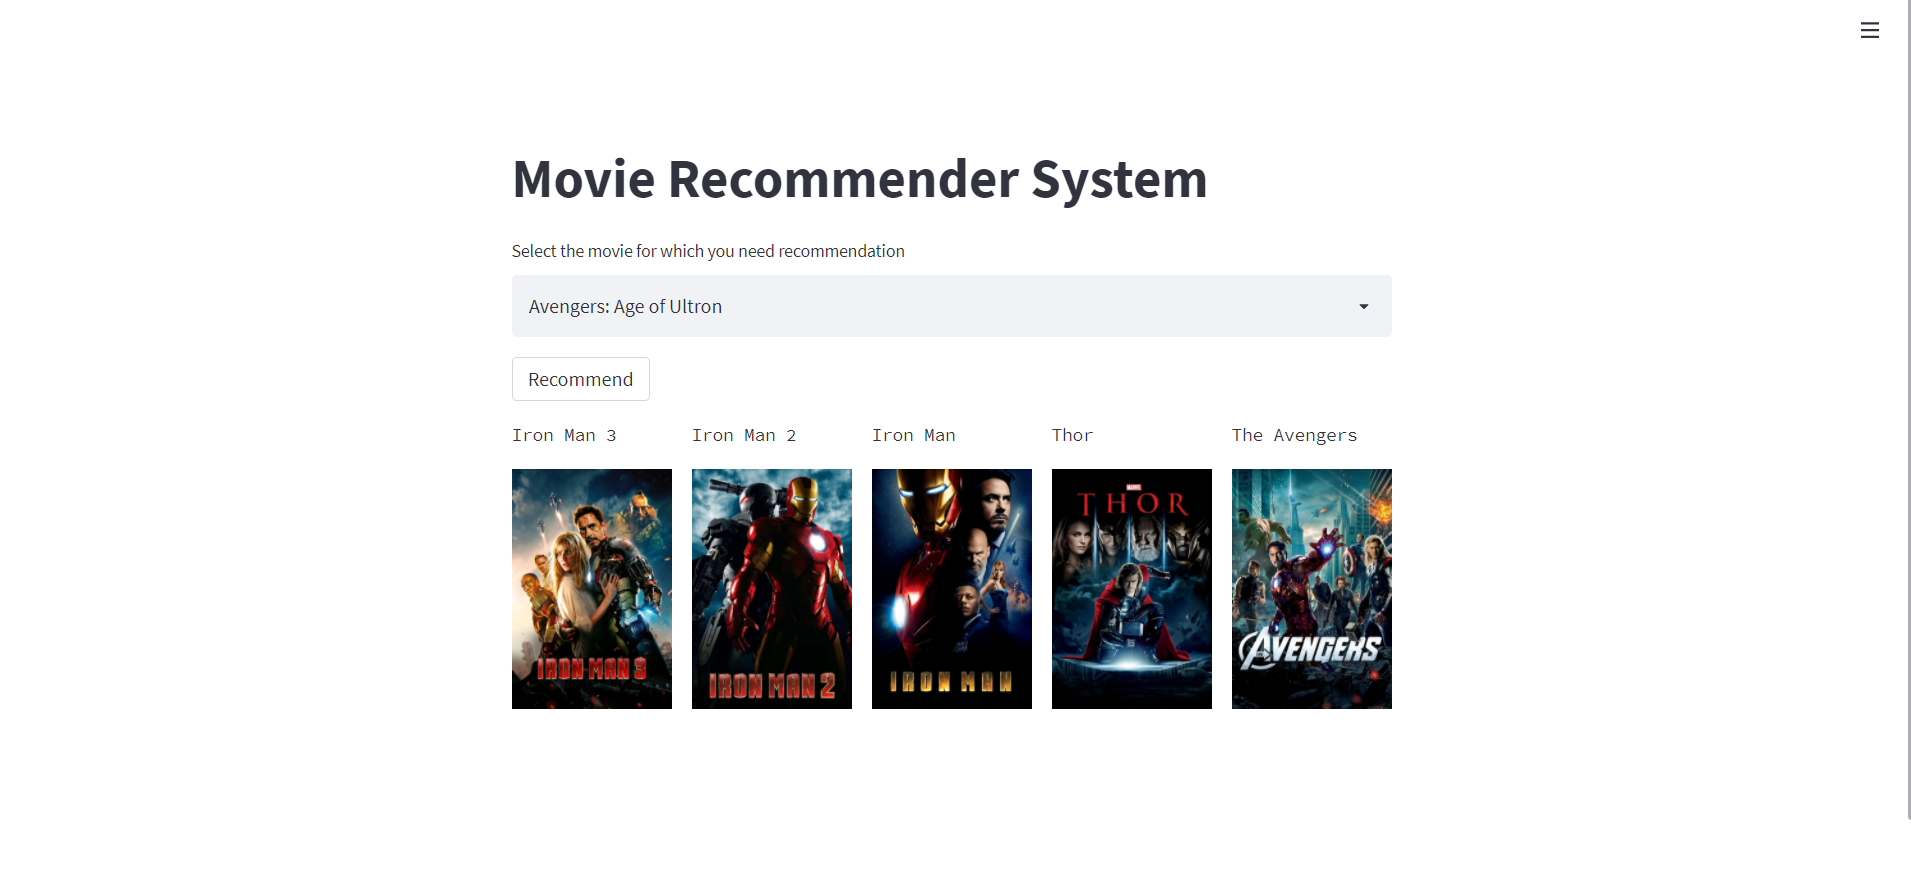 Movie Recommender System
Select the movie for which you need recommendation
Avengers: Age of Ultron
Recommend
Iron Man 3
Iron Man 2
Iron Man
Thor
The Avengers
IRON MAN 3
IRON MAN 2
IRON MAN
MARVEL
THOR
AVENGERS